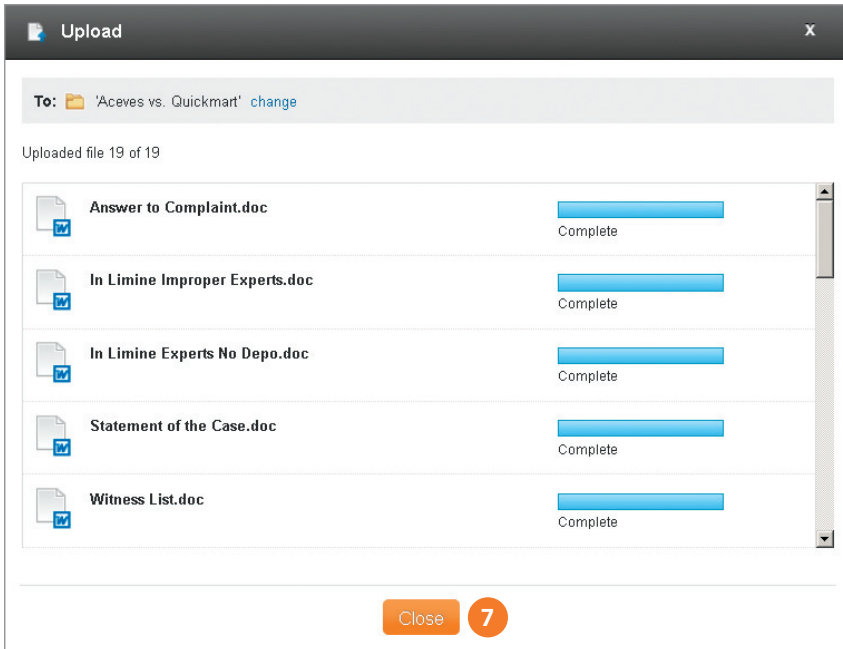 Upload
x
To: 'Aceves vs. Quickmart' change
Uploaded file 19 of 19
Answer to Complaint.doc
Complete
In Limine Improper Experts.doc
Complete
In Limine Experts No Depo.doc
Complete
Statement of the Case.doc
Complete
Witness List.doc
Complete
Close 7